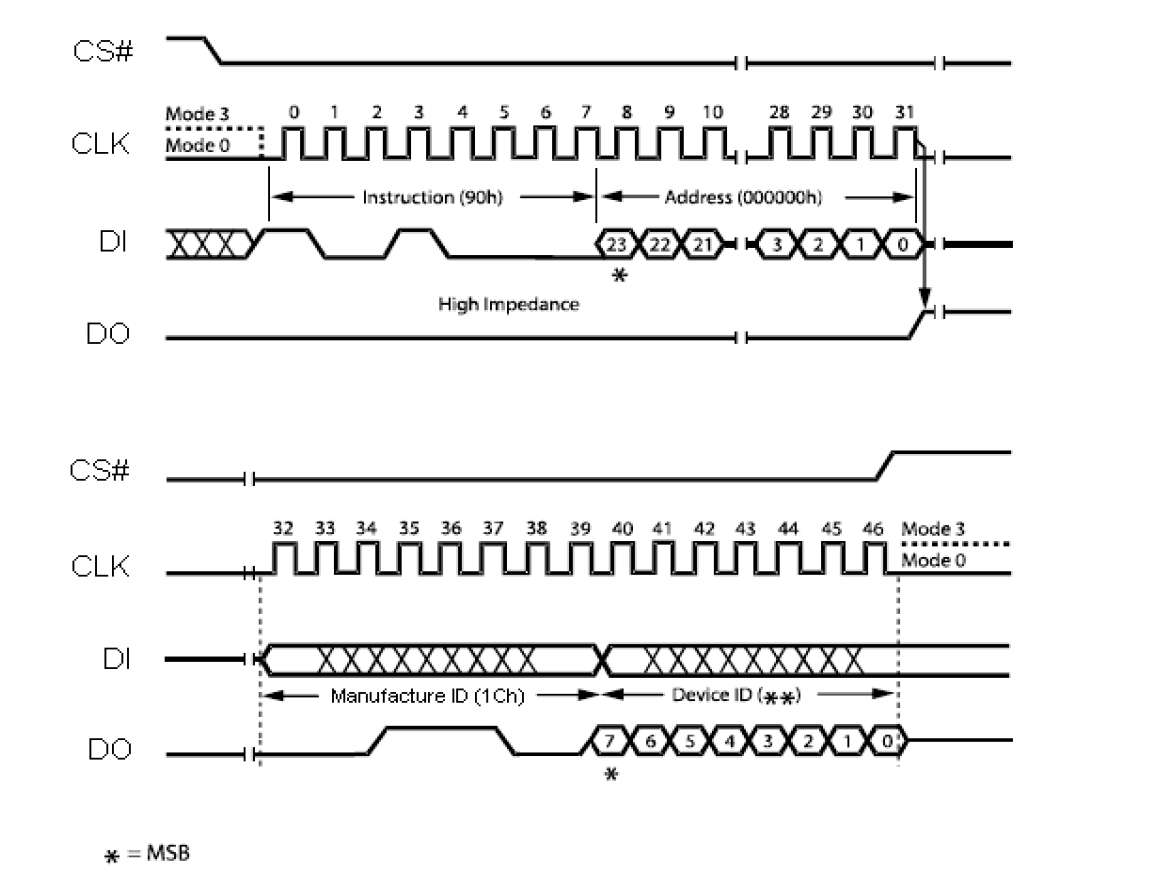 CS#
Mode 3 0 1 2 3 4 5 6 7 8 9 10 28 29 30 31
CLK
Mode 0
Instruction (90h) Address (000000h)
DI 23 22 21 3 2 1 0
*
High Impedance
DO
CS#
32 33 34 35 36 37 38 39 40 41 42 43 44 45 46 Mode 3
CLK Mode 0
DI
Manufacture ID (1Ch) Device ID (**)
DO 7 6 5 4 3 2 1 0
*
* = MSB